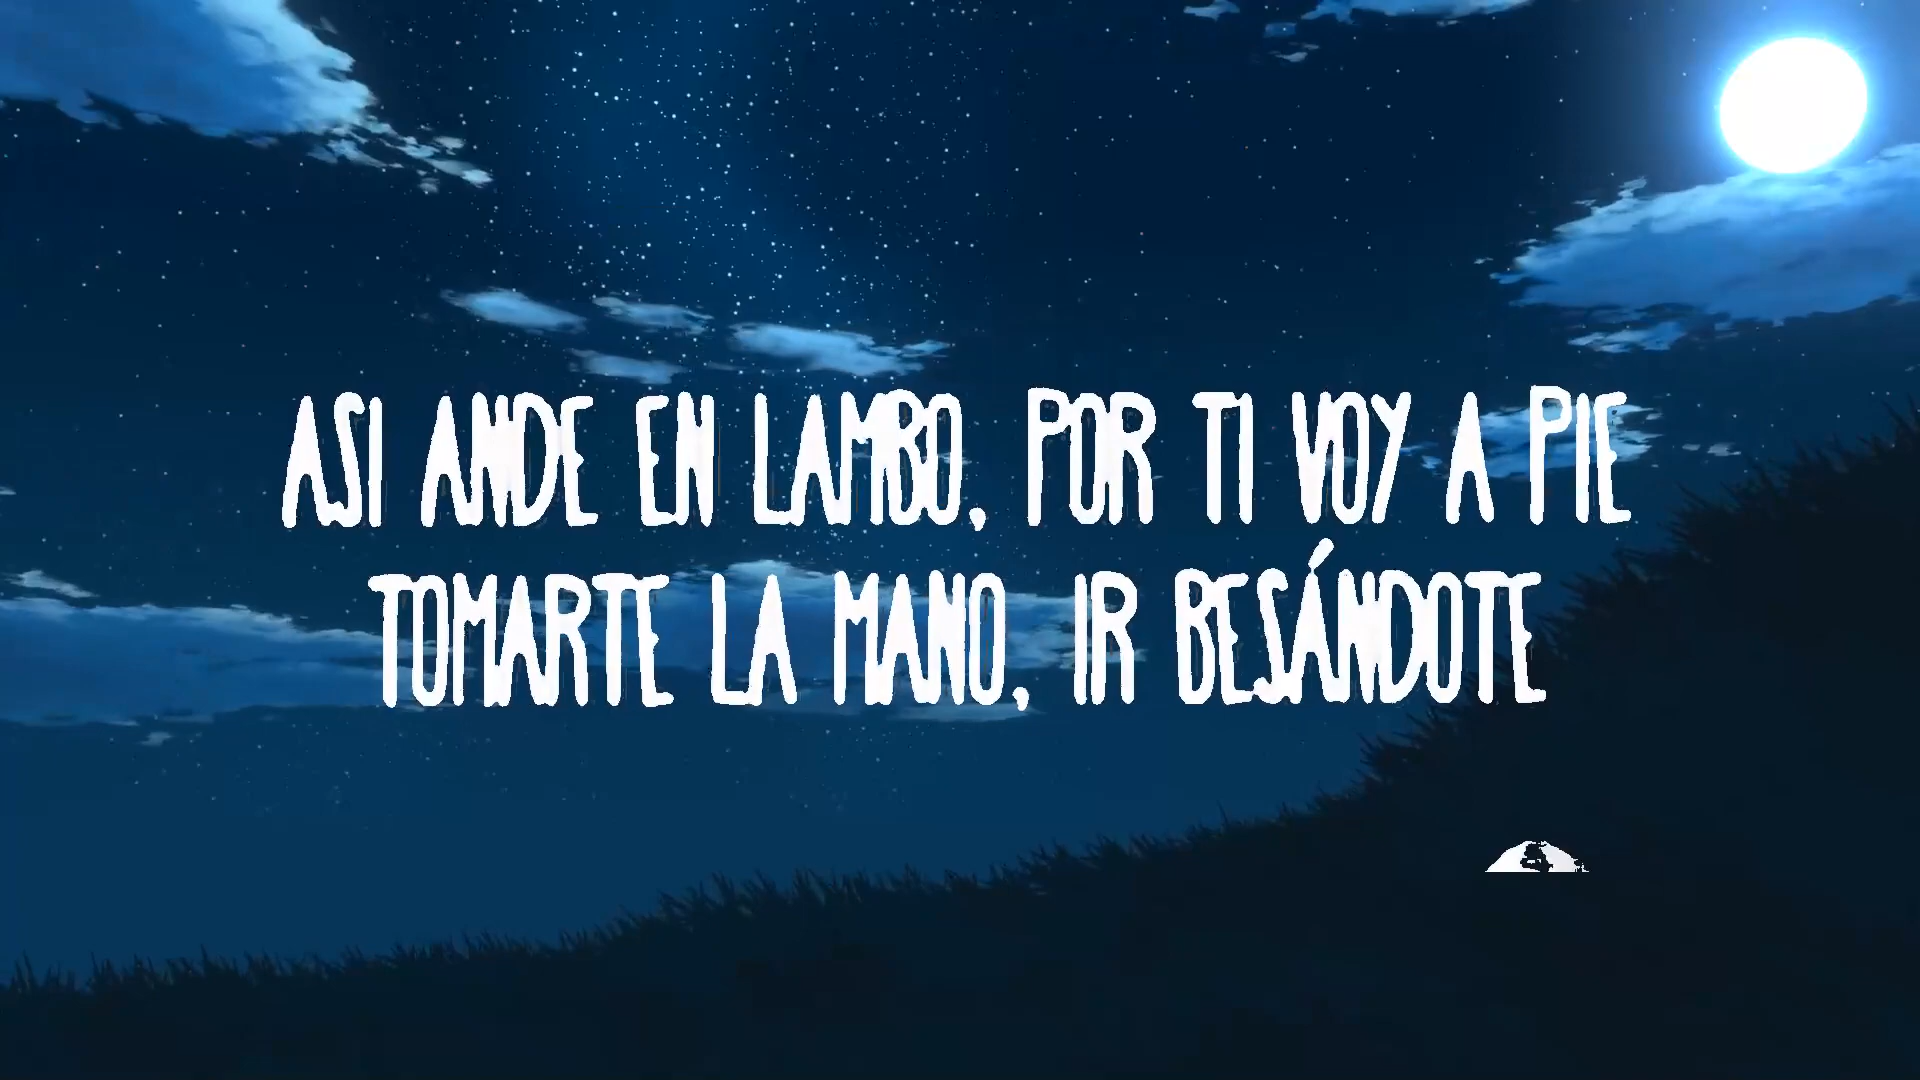 ASI ANDE EN LAMBO, POR TI VOY A PIE
TOMARTE LA MANO, IR BESÁNDOTE